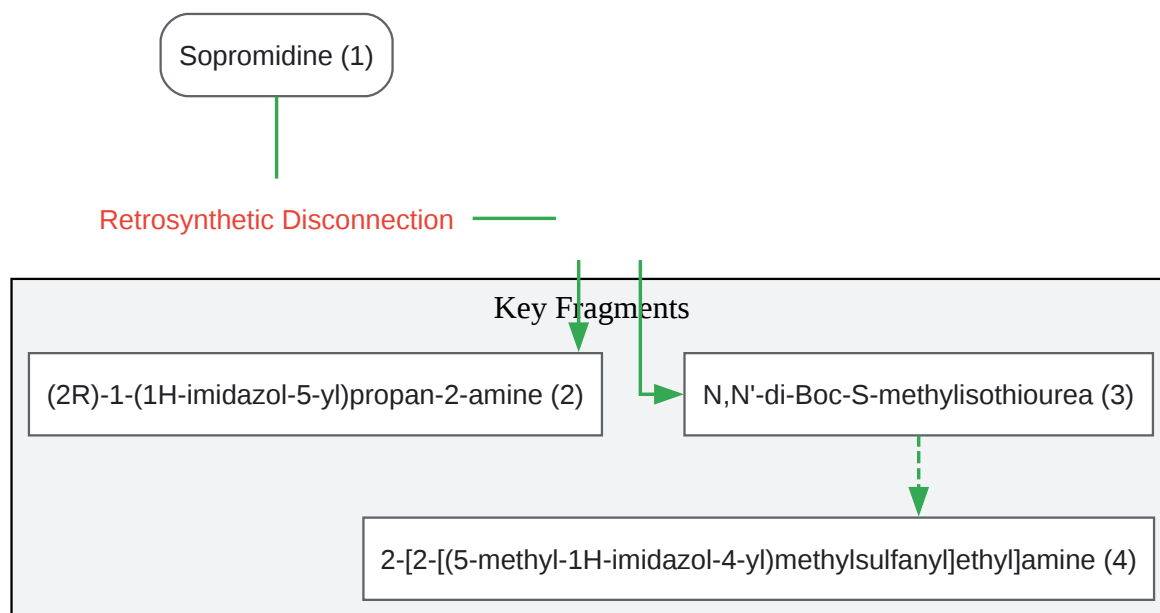 Sopromidine (1)
Retrosynthetic Disconnection
Key Fragments
(2R)-1-(1H-imidazol-5-yl)propan-2-amine (2)
N,N'-di-Boc-S-methylisothiourea (3)
2-[2-[(5-methyl-1H-imidazol-4-yl)methylsulfanyl]ethyl]amine (4)